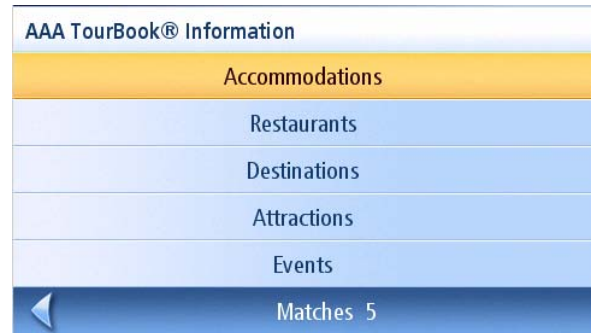 AAA TourBook® Information
Accommodations
Restaurants
Destinations
Attractions
Events
Matches 5